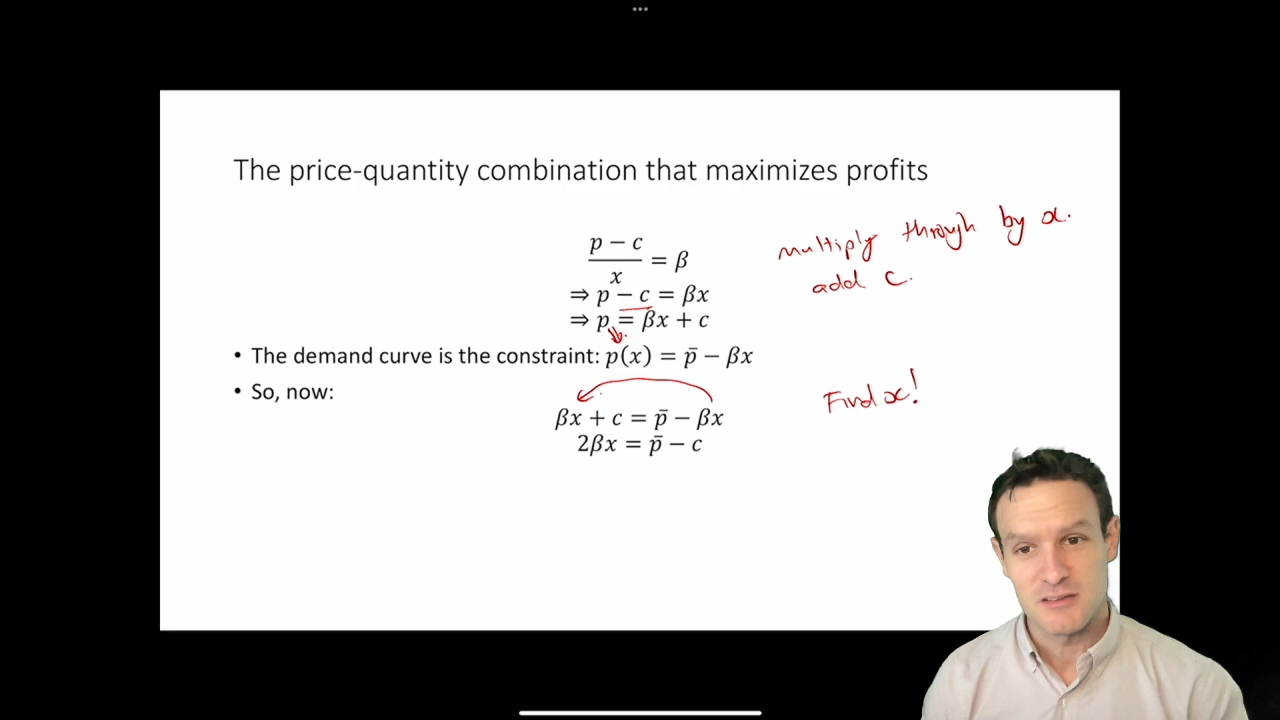 The price-quantity combination that maximizes profits
(p − c)/x = β
⇒ p − c = βx
⇒ p = βx + c
multiply through by x.
add c.
• The demand curve is the constraint: p(x) = p̄ − βx
• So, now:
βx + c = p̄ − βx
2βx = p̄ − c
Find x!